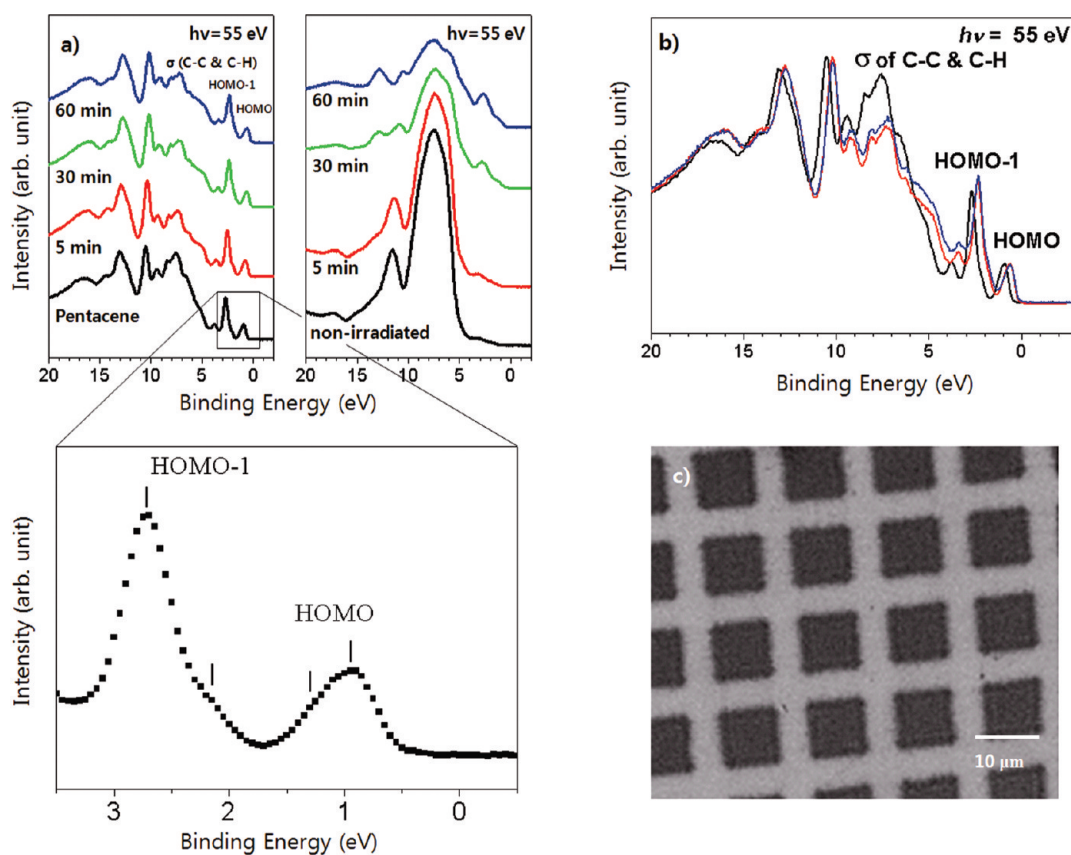 a)
hν= 55 eV
σ (C-C & C-H)
HOMO-1
HOMO
60 min
30 min
5 min
Pentacene
Intensity (arb. unit)
20 15 10 5 0
Binding Energy (eV)
hν= 55 eV
60 min
30 min
5 min
non-irradiated
20 15 10 5 0
Binding Energy (eV)
HOMO-1
HOMO
Intensity (arb. unit)
3 2 1 0
Binding Energy (eV)
b)
hν = 55 eV
σ of C-C & C-H
HOMO-1
HOMO
Intensity (arb. unit)
20 15 10 5 0
Binding Energy (eV)
c)
10 μm